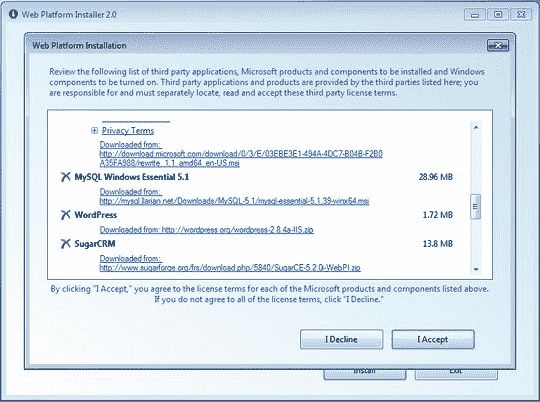 Web Platform Installer 2.0
Web Platform Installation
Review the following list of third party applications, Microsoft products and components to be installed and Windows
components to be turned on. Third party applications and products are provided by the third parties listed here; you
are responsible for and must separately locate, read and accept these third party license terms.
Privacy Terms
Downloaded from:
http://download.microsoft.com/download/0/3/E/03EBE3E1-494A-4DC7-B04B-F2B0
A35FA988/rewrite_1.1_amd64_en-US.msi
MySQL Windows Essential 5.1 28.96 MB
Downloaded from:
http://mysql.llarian.net/Downloads/MySQL-5.1/mysql-essential-5.1.39-winx64.msi
WordPress 1.72 MB
Downloaded from: http://wordpress.org/wordpress-2.8.4a-IIS.zip
SugarCRM 13.8 MB
Downloaded from:
http://www.sugarforge.org/frs/download.php/5840/SugarCE-5.2.0i-WebPI.zip
By clicking "I Accept," you agree to the license terms for each of the Microsoft products and components listed above.
If you do not agree to all of the license terms, click "I Decline."
I Decline I Accept
Install Exit